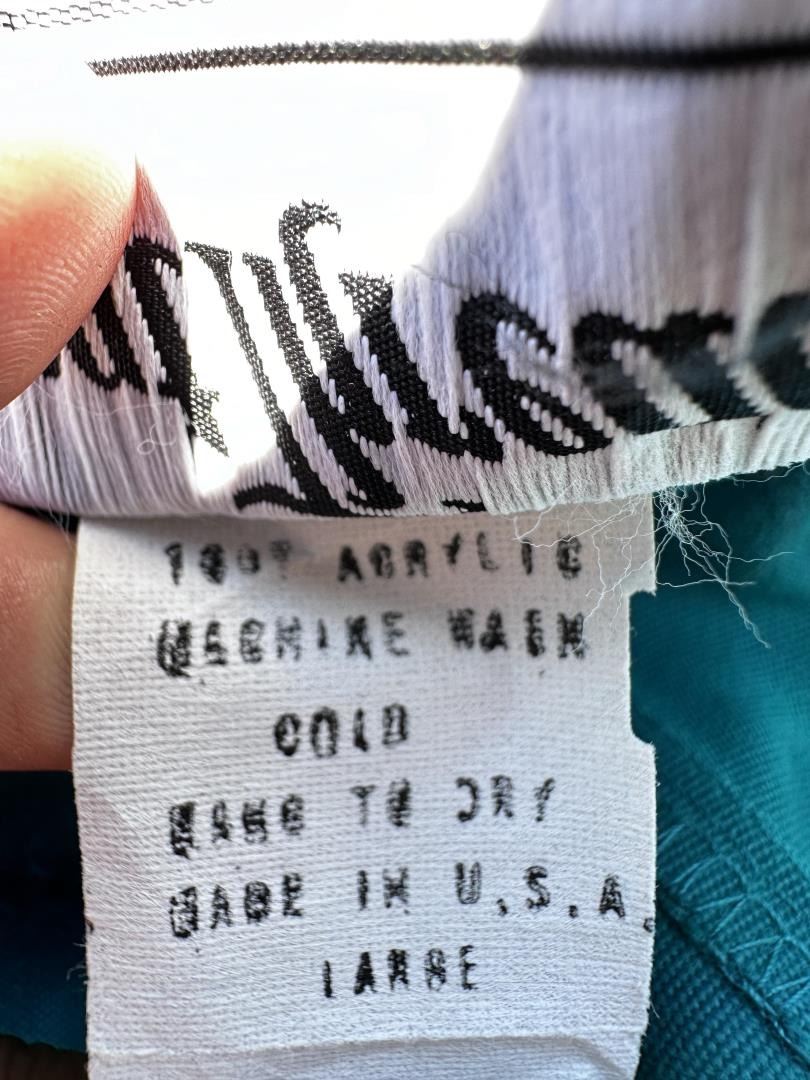 100% ACRYLIC
MACHINE WASH
COLD
HANG TO DRY
MADE IN U.S.A.
LARGE